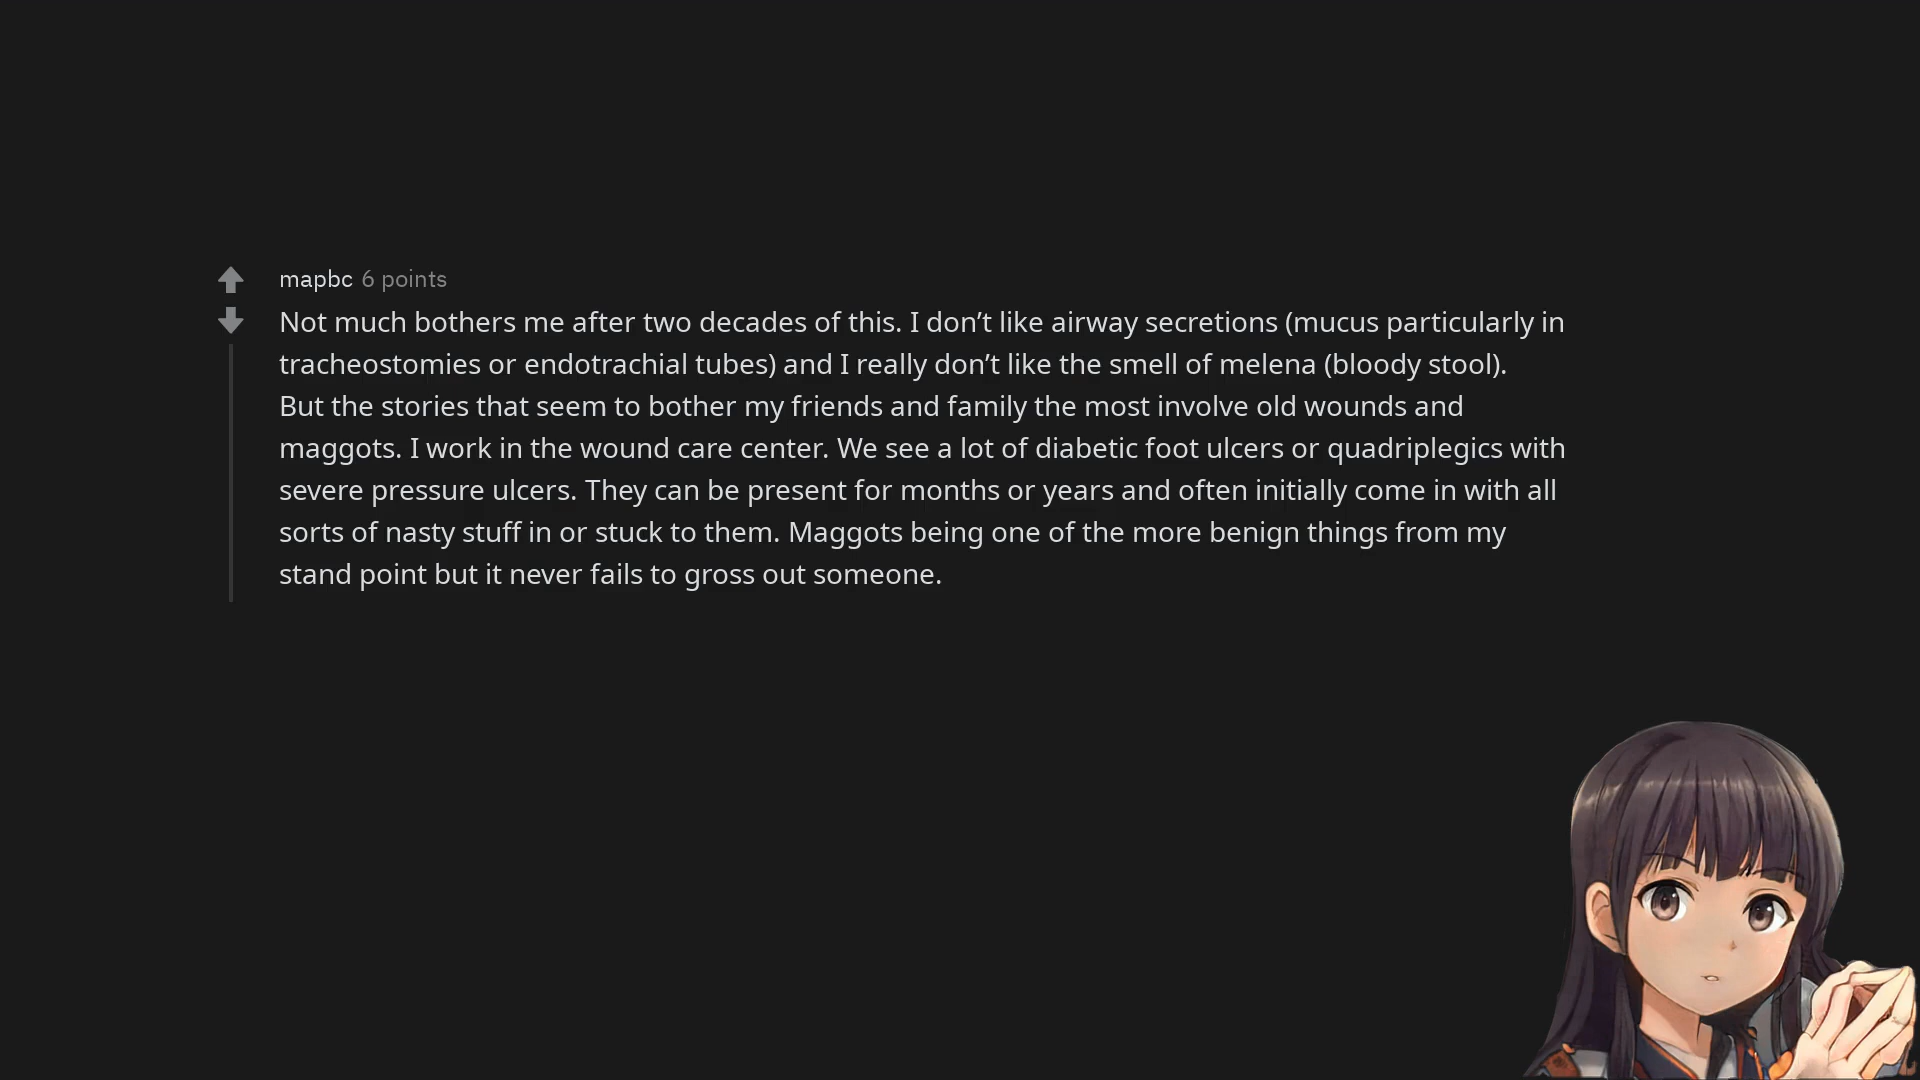 mapbc 6 points
Not much bothers me after two decades of this. I don’t like airway secretions (mucus particularly in
tracheostomies or endotrachial tubes) and I really don’t like the smell of melena (bloody stool).
But the stories that seem to bother my friends and family the most involve old wounds and
maggots. I work in the wound care center. We see a lot of diabetic foot ulcers or quadriplegics with
severe pressure ulcers. They can be present for months or years and often initially come in with all
sorts of nasty stuff in or stuck to them. Maggots being one of the more benign things from my
stand point but it never fails to gross out someone.